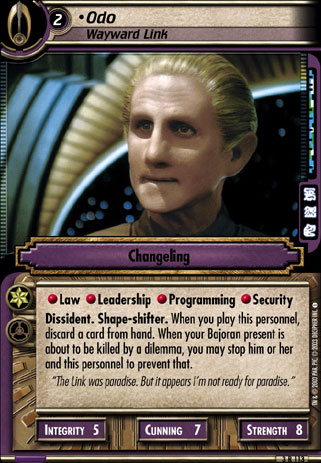 2
• Odo
Wayward Link
Changeling
Law Leadership Programming Security
Dissident. Shape-shifter. When you play this personnel,
discard a card from hand. When your Bajoran present is
about to be killed by a dilemma, you may stop him or her
and this personnel to prevent that.
"The Link was paradise. But it appears I'm not ready for paradise."
INTEGRITY 5 CUNNING 7 STRENGTH 8
3 R 113